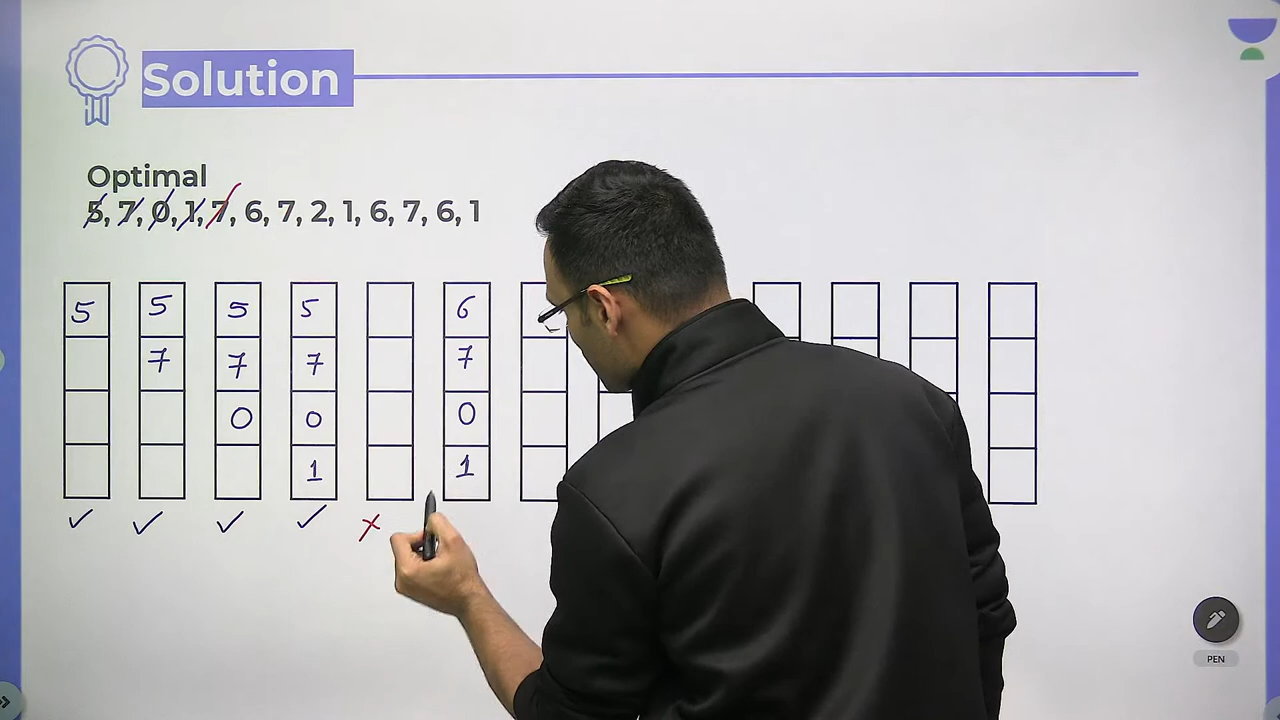 Solution
Optimal
5, 7, 0, 1, 7, 6, 7, 2, 1, 6, 7, 6, 1
5 5 5 5 6
7 7 7 7
0 0 0
1 1
✓ ✓ ✓ ✓ ✗
PEN